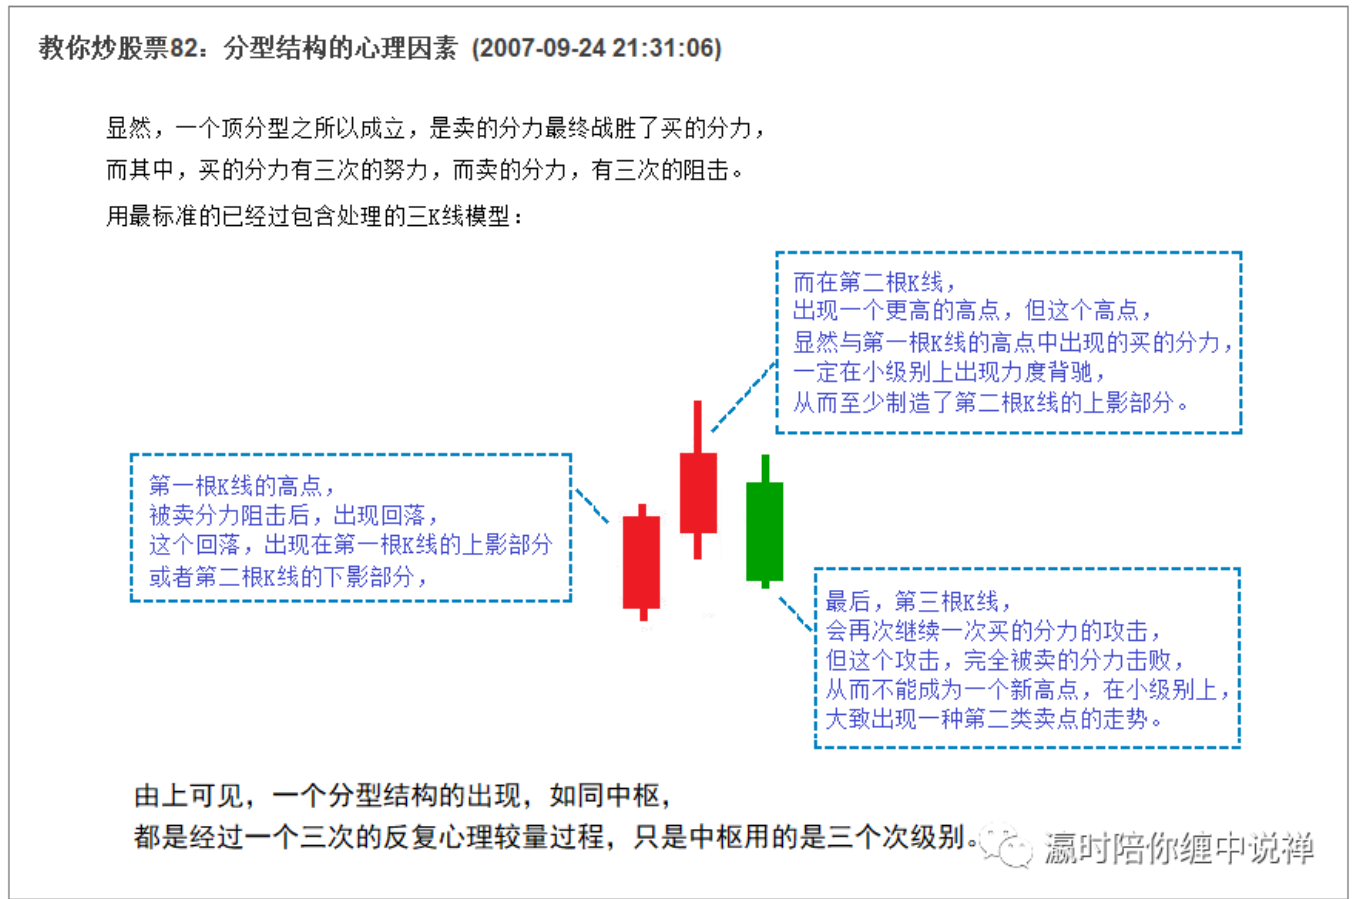 教你炒股票82：分型结构的心理因素 (2007-09-24 21:31:06)
显然，一个顶分型之所以成立，是卖的分力最终战胜了买的分力，
而其中，买的分力有三次的努力，而卖的分力，有三次的阻击。
用最标准的已经过包含处理的三K线模型：
而在第二根K线，
出现一个更高的高点，但这个高点，
显然与第一根K线的高点中出现的买的分力，
一定在小级别上出现力度背驰，
从而至少制造了第二根K线的上影部分。
第一根K线的高点，
被卖分力阻击后，出现回落，
这个回落，出现在第一根K线的上影部分
或者第二根K线的下影部分，
最后，第三根K线，
会再次继续一次买的分力的攻击，
但这个攻击，完全被卖的分力击败，
从而不能成为一个新高点，在小级别上，
大致出现一种第二类卖点的走势。
由上可见，一个分型结构的出现，如同中枢，
都是经过一个三次的反复心理较量过程，只是中枢用的是三个次级别。
瀛时陪你缠中说禅